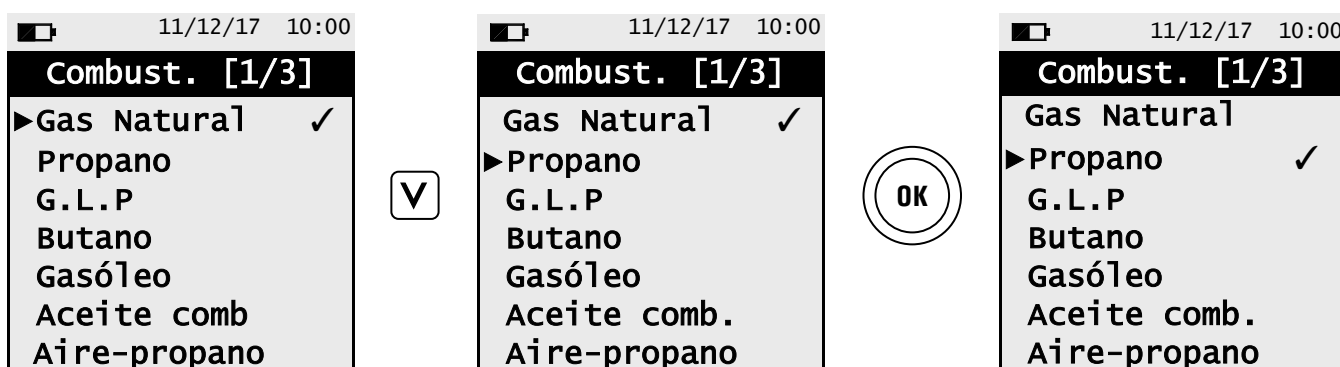 11/12/17 10:00
Combust. [1/3]
►Gas Natural ✓
Propano
G.L.P
Butano
Gasóleo
Aceite comb
Aire-propano
V
11/12/17 10:00
Combust. [1/3]
Gas Natural ✓
►Propano
G.L.P
Butano
Gasóleo
Aceite comb.
Aire-propano
OK
11/12/17 10:00
Combust. [1/3]
Gas Natural
►Propano ✓
G.L.P
Butano
Gasóleo
Aceite comb.
Aire-propano